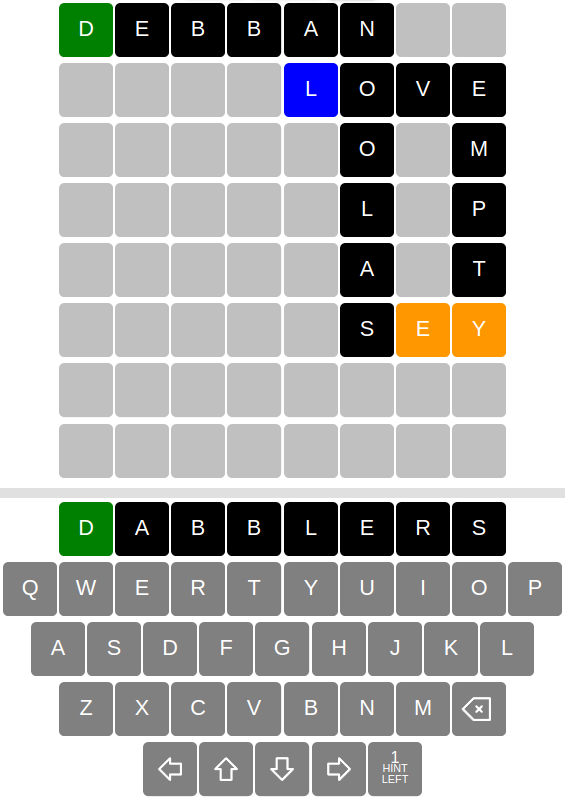 D E B B A N
L O V E
O M
L P
A T
S E Y
D A B B L E R S
Q W E R T Y U I O P
A S D F G H J K L
Z X C V B N M
1
HINT
LEFT